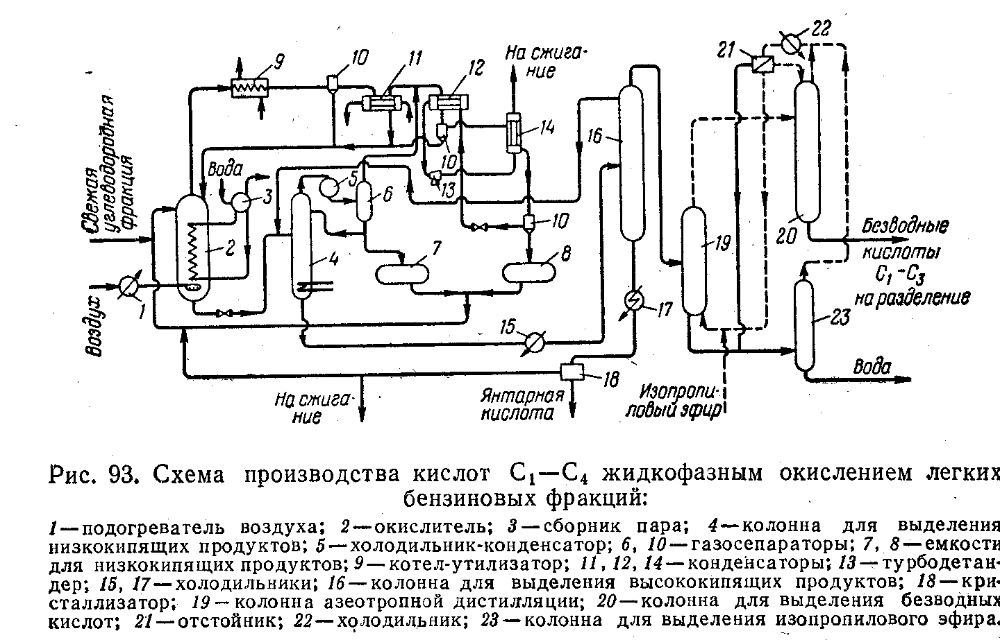 На сжига-
ние
9
10
11
12
21
22
Свежая
углеводородная
фракция
Вода
3
5
6
10
13
14
16
2
4
7
8
10
19
20
Безводные
кислоты
С₁-С₃
на разделение
Воздух
1
15
17
23
18
Вода
На сжига-
ние
Янтарная
кислота
Изопропи-
ловый эфир
Рис. 93. Схема производства кислот С₁—С₄ жидкофазным окислением легких
бензиновых фракций:
1—подогреватель воздуха; 2—окислитель; 3—сборник пара; 4—колонна для выделения
низкокипящих продуктов; 5—холодильник-конденсатор; 6, 10—газосепараторы; 7, 8—емкости
для низкокипящих продуктов; 9—котел-утилизатор; 11, 12, 14—конденсаторы; 13—турбодетан-
дер; 15, 17—холодильники; 16—колонна для выделения высококипящих продуктов; 18—кри-
сталлизатор; 19—колонна азеотропной дистилляции; 20—колонна для выделения безводных
кислот; 21—отстойник; 22—холодильник; 23—колонна для выделения изопропилового эфира.